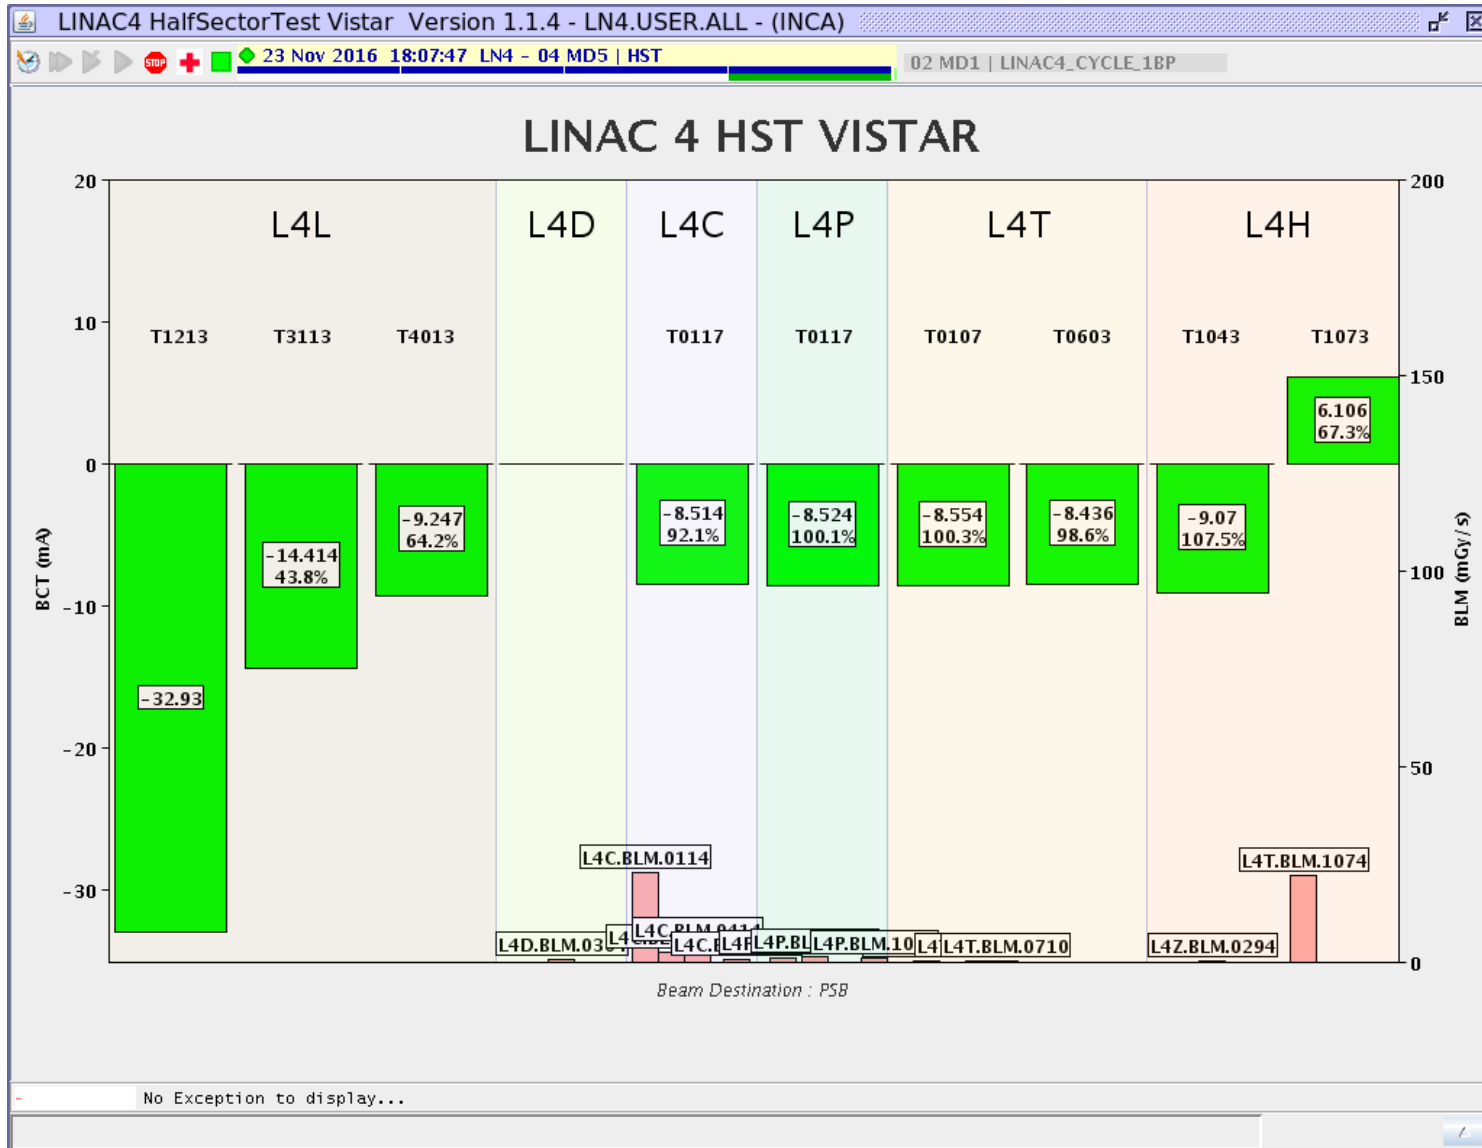 LINAC4 HalfSectorTest Vistar Version 1.1.4 - LN4.USER.ALL - (INCA)
STOP
23 Nov 2016 18:07:47 LN4 - 04 MD5 | HST
02 MD1 | LINAC4_CYCLE_1BP
LINAC 4 HST VISTAR
20
200
L4L
L4D
L4C
L4P
L4T
L4H
10
T1213
T3113
T4013
T0117
T0117
T0107
T0603
T1043
T1073
150
6.106
67.3%
0
-32.93
-14.414
43.8%
-9.247
64.2%
-8.514
92.1%
-8.524
100.1%
-8.554
100.3%
-8.436
98.6%
-9.07
107.5%
BCT (mA)
BLM (mGy/s)
-10
100
-20
50
-30
L4C.BLM.0114
L4T.BLM.1074
L4C.BLM.0414
L4T.BLM.0710
L4Z.BLM.0294
0
Beam Destination : PSB
- No Exception to display...